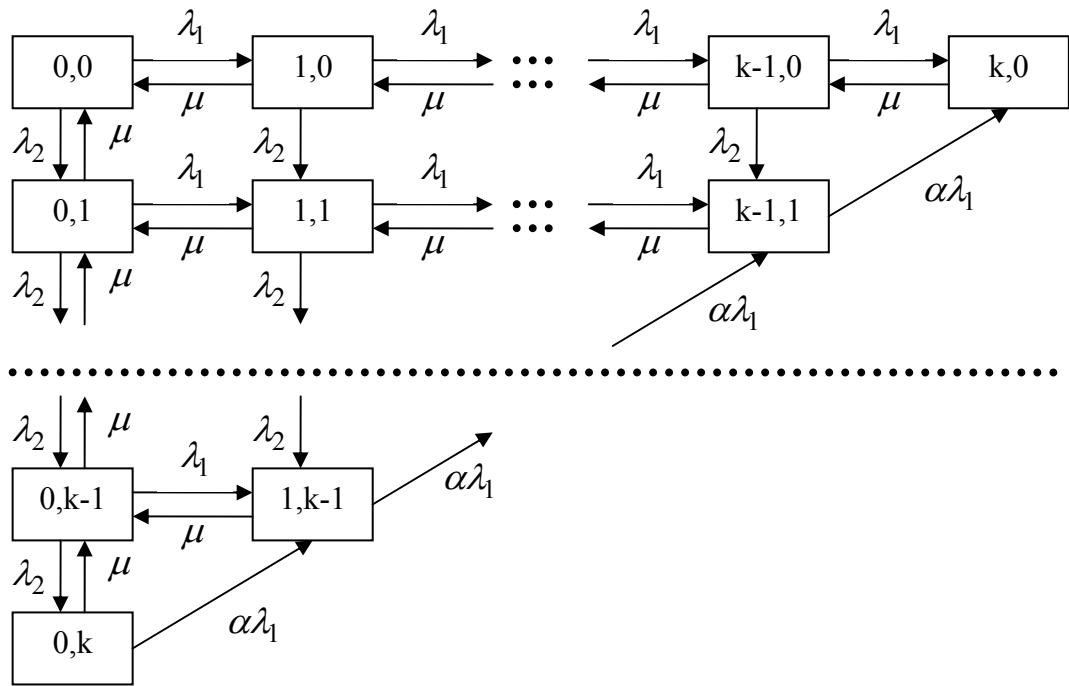 λ₁ λ₁ λ₁ λ₁
0,0 1,0 ••• k-1,0 k,0
μ μ μ μ
λ₂ μ λ₂ λ₂
λ₁ λ₁ λ₁ αλ₁
0,1 1,1 ••• k-1,1
μ μ μ
λ₂ μ λ₂ αλ₁
λ₂ μ λ₂
λ₁ αλ₁
0,k-1 1,k-1
μ
λ₂ μ
0,k αλ₁